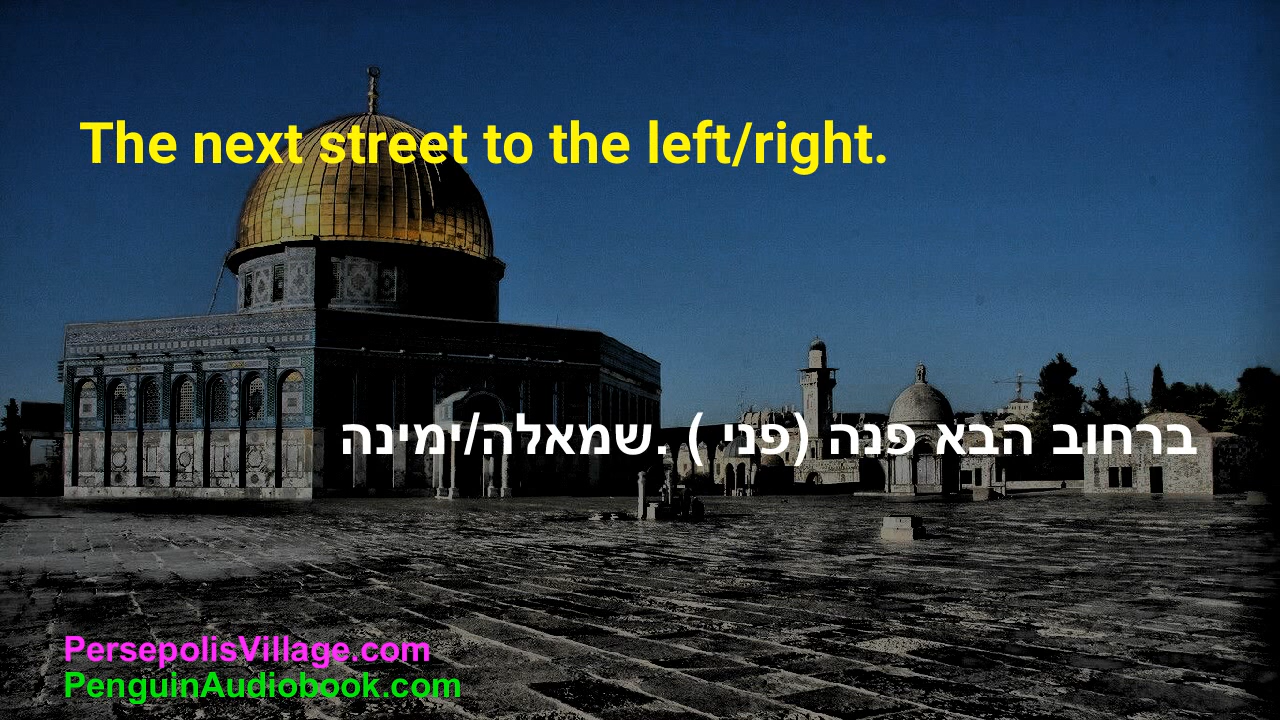 The next street to the left/right.
ברחוב הבא פנה (פני ) .שמאלה/ימינה
PersepolisVillage.com
PenguinAudiobook.com